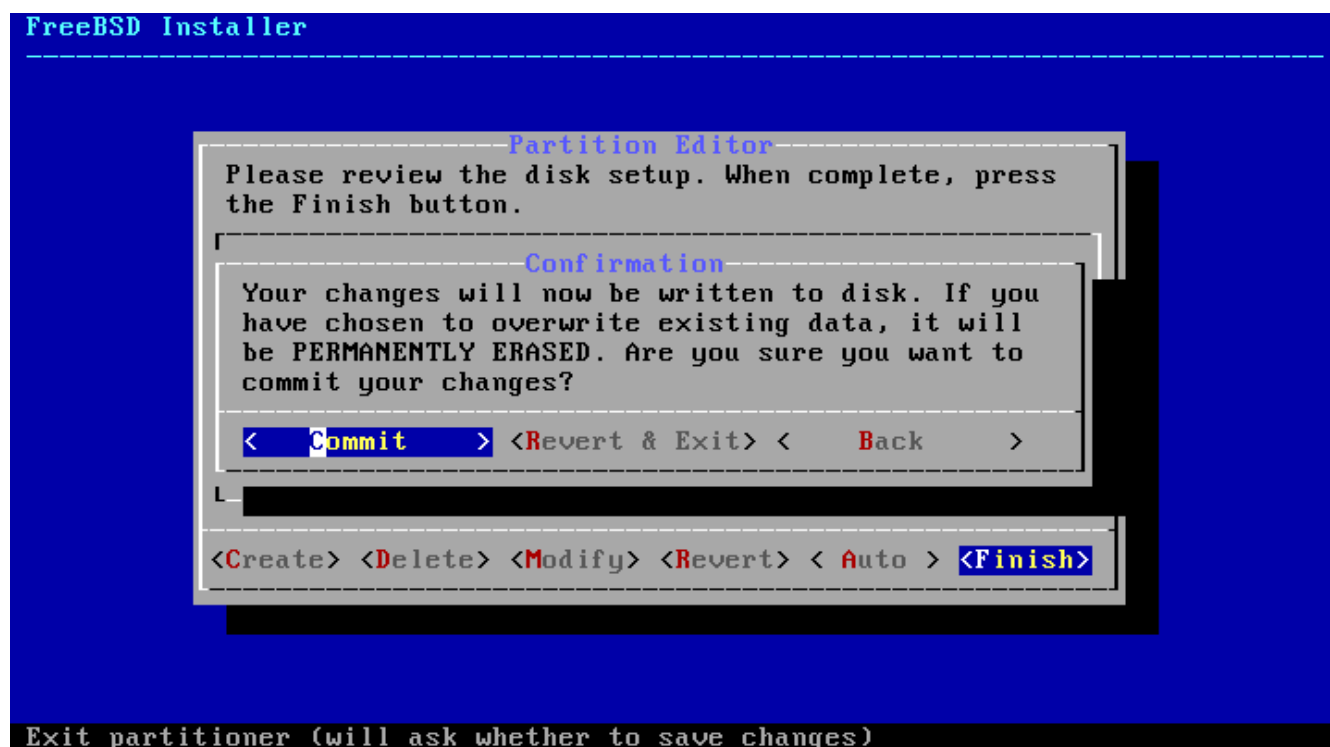 FreeBSD Installer
Partition Editor
Please review the disk setup. When complete, press
the Finish button.
Confirmation
Your changes will now be written to disk. If you
have chosen to overwrite existing data, it will
be PERMANENTLY ERASED. Are you sure you want to
commit your changes?
<   Commit   > <Revert & Exit> <    Back     >
<Create> <Delete> <Modify> <Revert> < Auto > <Finish>
Exit partitioner (will ask whether to save changes)